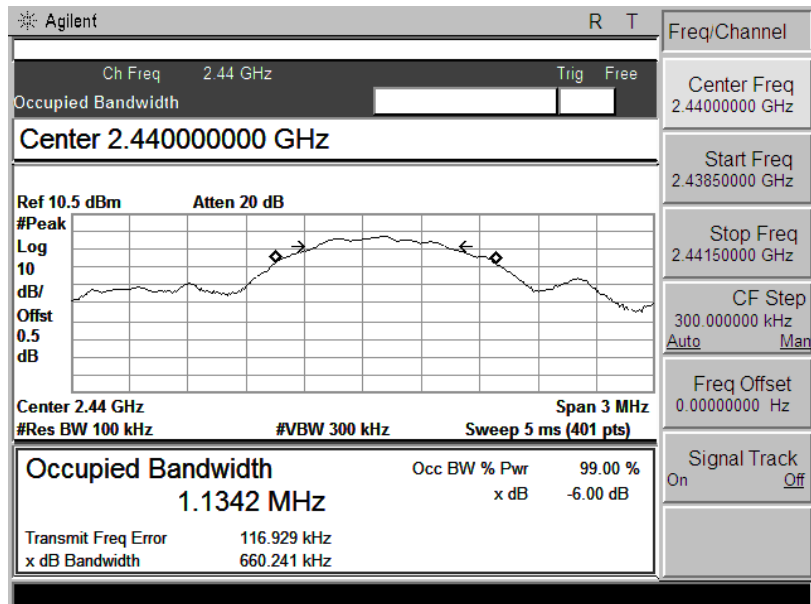 Agilent R T
Ch Freq 2.44 GHz Trig Free
Occupied Bandwidth
Center 2.440000000 GHz
Ref 10.5 dBm Atten 20 dB
#Peak
Log
10
dB/
Offst
0.5
dB
Center 2.44 GHz Span 3 MHz
#Res BW 100 kHz #VBW 300 kHz Sweep 5 ms (401 pts)
Occupied Bandwidth Occ BW % Pwr 99.00 %
1.1342 MHz x dB -6.00 dB
Transmit Freq Error 116.929 kHz
x dB Bandwidth 660.241 kHz
Freq/Channel
Center Freq
2.44000000 GHz
Start Freq
2.43850000 GHz
Stop Freq
2.44150000 GHz
CF Step
300.000000 kHz
Auto Man
Freq Offset
0.00000000 Hz
Signal Track
On Off